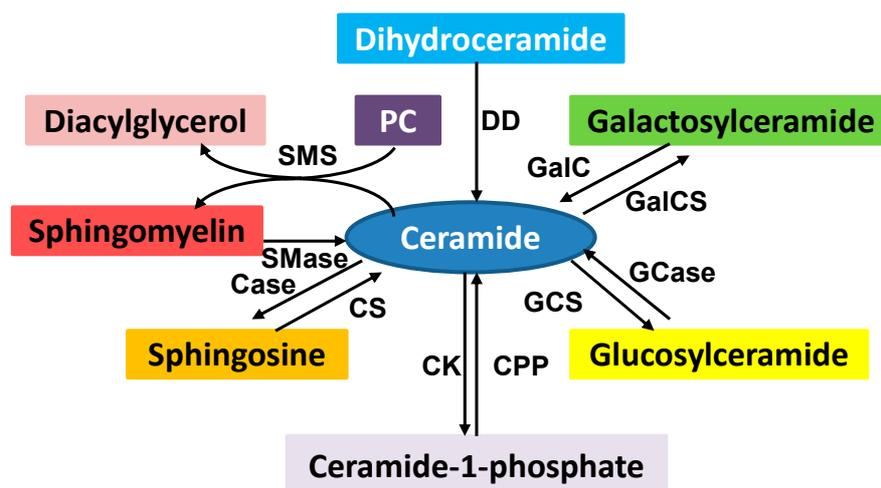 Dihydroceramide
Diacylglycerol
PC
DD
Galactosylceramide
SMS
GalC
GalCS
Sphingomyelin
Ceramide
SMase
Case
CS
GCS
GCase
Sphingosine
CK
CPP
Glucosylceramide
Ceramide-1-phosphate